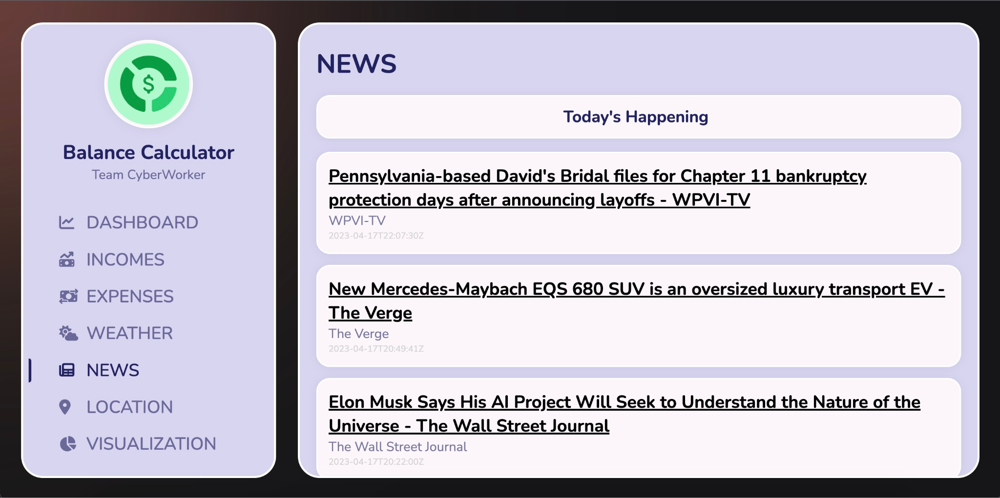 $
Balance Calculator
Team CyberWorker
DASHBOARD
INCOMES
EXPENSES
WEATHER
NEWS
LOCATION
VISUALIZATION
NEWS
Today's Happening
Pennsylvania-based David's Bridal files for Chapter 11 bankruptcy
protection days after announcing layoffs - WPVI-TV
WPVI-TV
2023-04-17T22:07:30Z
New Mercedes-Maybach EQS 680 SUV is an oversized luxury transport EV -
The Verge
The Verge
2023-04-17T20:49:41Z
Elon Musk Says His AI Project Will Seek to Understand the Nature of the
Universe - The Wall Street Journal
The Wall Street Journal
2023-04-17T20:22:00Z